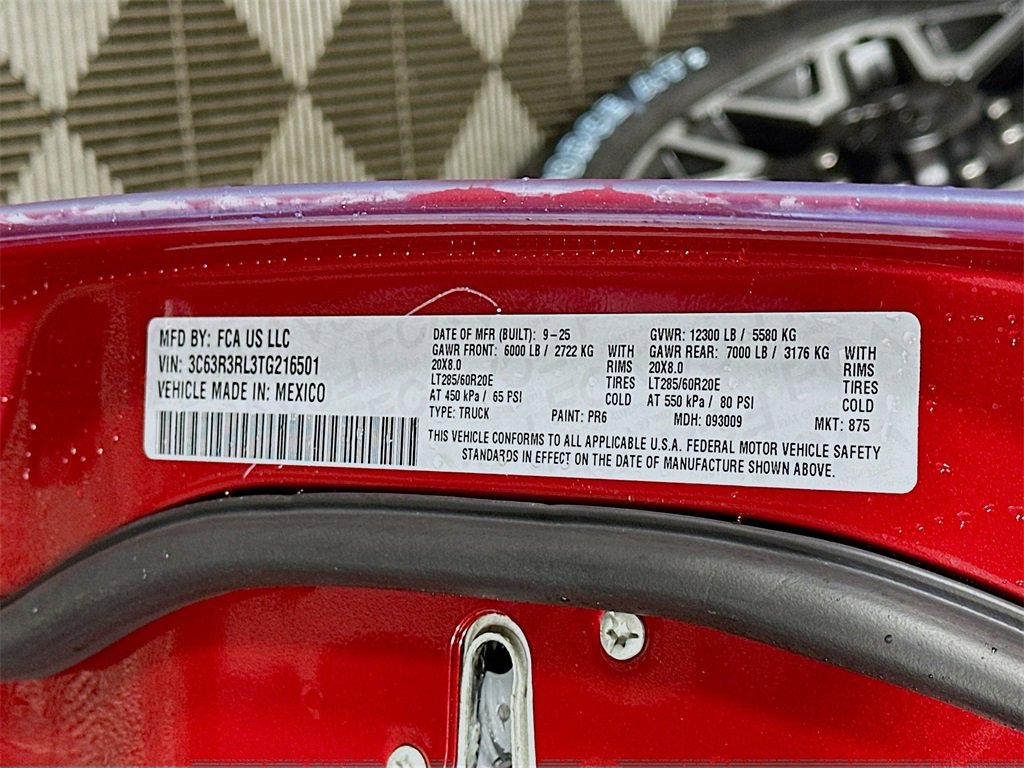 MFD BY: FCA US LLC
VIN: 3C63R3RL3TG216501
VEHICLE MADE IN: MEXICO
DATE OF MFR (BUILT): 9-25
GAWR FRONT: 6000 LB / 2722 KG WITH
20X8.0 RIMS
LT285/60R20E TIRES
AT 450 kPa / 65 PSI COLD
GVWR: 12300 LB / 5580 KG
GAWR REAR: 7000 LB / 3176 KG WITH
20X8.0 RIMS
LT285/60R20E TIRES
AT 550 kPa / 80 PSI COLD
TYPE: TRUCK PAINT: PR6 MDH: 093009 MKT: 875
THIS VEHICLE CONFORMS TO ALL APPLICABLE U.S.A. FEDERAL MOTOR VEHICLE SAFETY
STANDARDS IN EFFECT ON THE DATE OF MANUFACTURE SHOWN ABOVE.